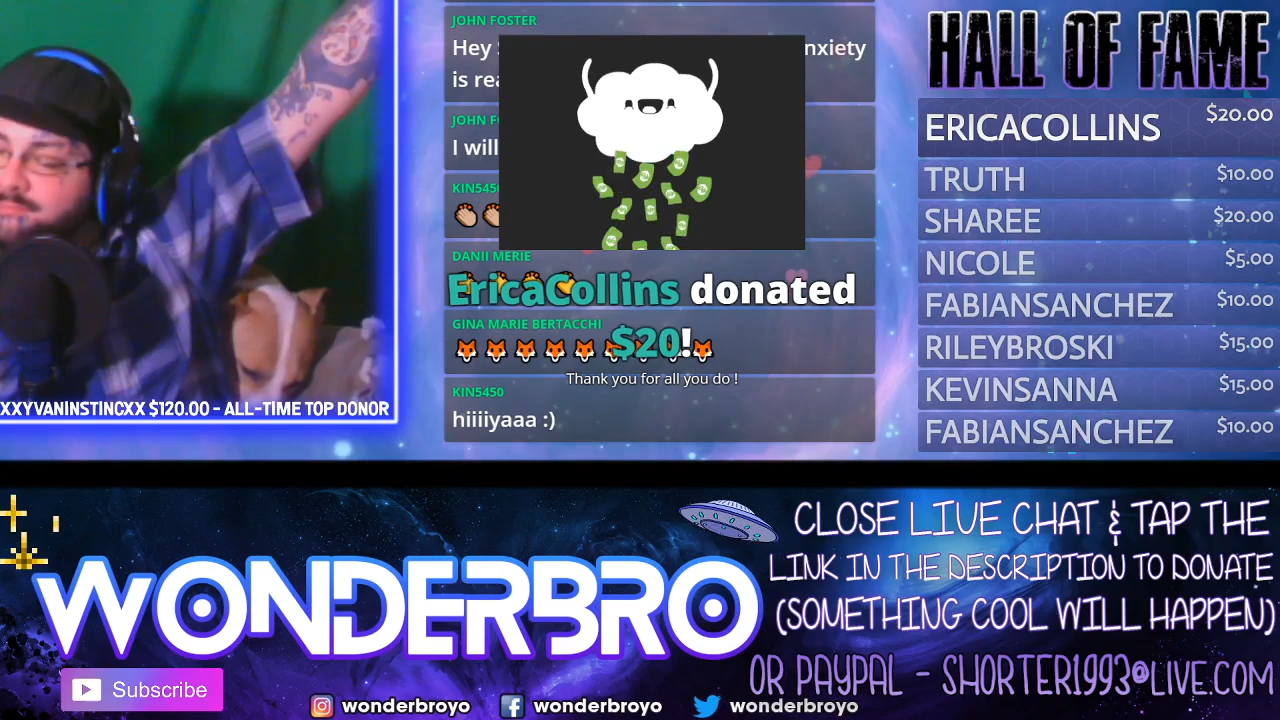 XXYVANINSTINCXX $120.00 - ALL-TIME TOP DONOR
JOHN FOSTER
Hey
nxiety
is rea
I will
KIN5450
DANII MERIE
EricaCollins donated
GINA MARIE BERTACCHI
$20!
Thank you for all you do !
KIN5450
hiiiiyaaa :)
HALL OF FAME
ERICACOLLINS $20.00
TRUTH $10.00
SHAREE $20.00
NICOLE $5.00
FABIANSANCHEZ $10.00
RILEYBROSKI $15.00
KEVINSANNA $15.00
FABIANSANCHEZ $10.00
WONDERBRO
Subscribe
wonderbroyo wonderbroyo wonderbroyo
CLOSE LIVE CHAT & TAP THE
LINK IN THE DESCRIPTION TO DONATE
(SOMETHING COOL WILL HAPPEN)
OR PAYPAL - SHORTER1993@LIVE.COM